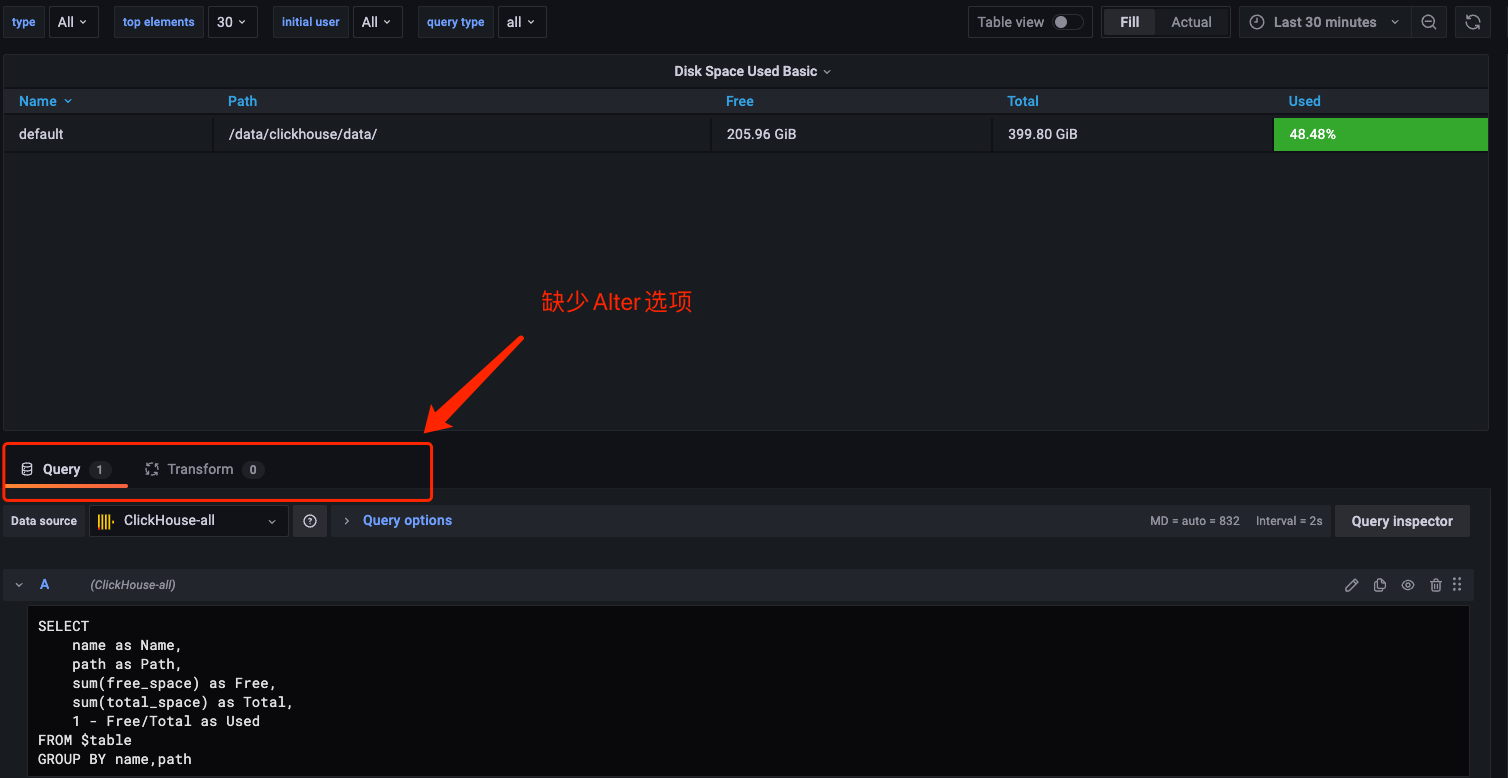 type All top elements 30 initial user All query type all Table view Fill Actual Last 30 minutes
Disk Space Used Basic
Name Path Free Total Used
default /data/clickhouse/data/ 205.96 GiB 399.80 GiB 48.48%
缺少 Alter 选项
Query 1 Transform 0
Data source ClickHouse-all Query options MD = auto = 832 Interval = 2s Query inspector
A (ClickHouse-all)
SELECT
name as Name,
path as Path,
sum(free_space) as Free,
sum(total_space) as Total,
1 - Free/Total as Used
FROM $table
GROUP BY name,path